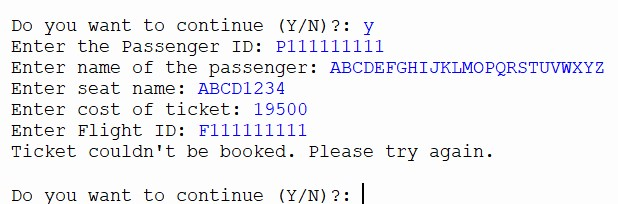 Do you want to continue (Y/N)?: y
Enter the Passenger ID: P111111111
Enter name of the passenger: ABCDEFGHIJKLMOPQRSTUVWXYZ
Enter seat name: ABCD1234
Enter cost of ticket: 19500
Enter Flight ID: F111111111
Ticket couldn't be booked. Please try again.
Do you want to continue (Y/N)?: